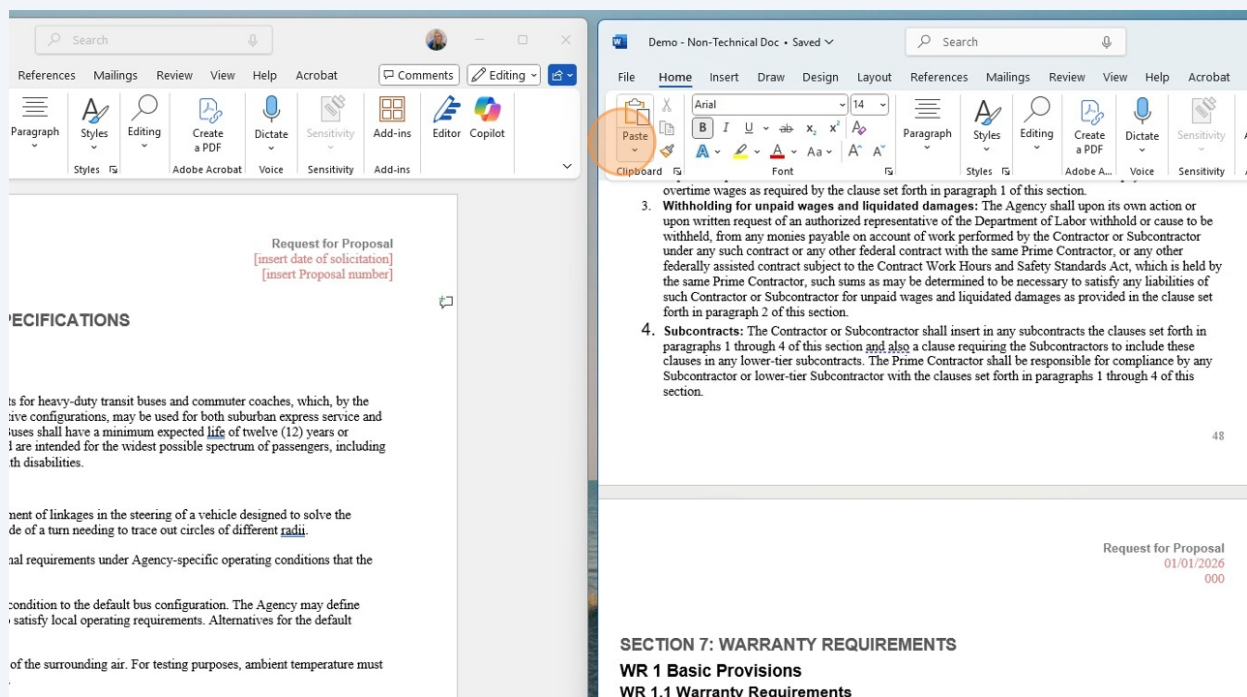 Search
References Mailings Review View Help Acrobat
Comments
Editing
Paragraph
Styles
Editing
Create
a PDF
Dictate
Sensitivity
Add-ins
Editor
Copilot
Styles
Adobe Acrobat
Voice
Sensitivity
Add-ins
Request for Proposal
[insert date of solicitation]
[insert Proposal number]
PECIFICATIONS
ts for heavy-duty transit buses and commuter coaches, which, by the
tive configurations, may be used for both suburban express service and
Buses shall have a minimum expected life of twelve (12) years or
d are intended for the widest possible spectrum of passengers, including
th disabilities.
ment of linkages in the steering of a vehicle designed to solve the
de of a turn needing to trace out circles of different radii.
nal requirements under Agency-specific operating conditions that the
condition to the default bus configuration. The Agency may define
satisfy local operating requirements. Alternatives for the default
of the surrounding air. For testing purposes, ambient temperature must
Demo - Non-Technical Doc • Saved
Search
File Home Insert Draw Design Layout References Mailings Review View Help Acrobat
Paste
Arial
14
B I U ab x₂ x² A
A A Aa A A
Paragraph
Styles
Editing
Create
a PDF
Dictate
Sensitivity
Clipboard
Font
Styles
Adobe A...
Voice
Sensitivity
overtime wages as required by the clause set forth in paragraph 1 of this section.
3. Withholding for unpaid wages and liquidated damages: The Agency shall upon its own action or
upon written request of an authorized representative of the Department of Labor withhold or cause to be
withheld, from any monies payable on account of work performed by the Contractor or Subcontractor
under any such contract or any other federal contract with the same Prime Contractor, or any other
federally assisted contract subject to the Contract Work Hours and Safety Standards Act, which is held by
the same Prime Contractor, such sums as may be determined to be necessary to satisfy any liabilities of
such Contractor or Subcontractor for unpaid wages and liquidated damages as provided in the clause set
forth in paragraph 2 of this section.
4. Subcontracts: The Contractor or Subcontractor shall insert in any subcontracts the clauses set forth in
paragraphs 1 through 4 of this section and also a clause requiring the Subcontractors to include these
clauses in any lower-tier subcontracts. The Prime Contractor shall be responsible for compliance by any
Subcontractor or lower-tier Subcontractor with the clauses set forth in paragraphs 1 through 4 of this
section.
48
Request for Proposal
01/01/2026
000
SECTION 7: WARRANTY REQUIREMENTS
WR 1 Basic Provisions
WR 1.1 Warranty Requirements